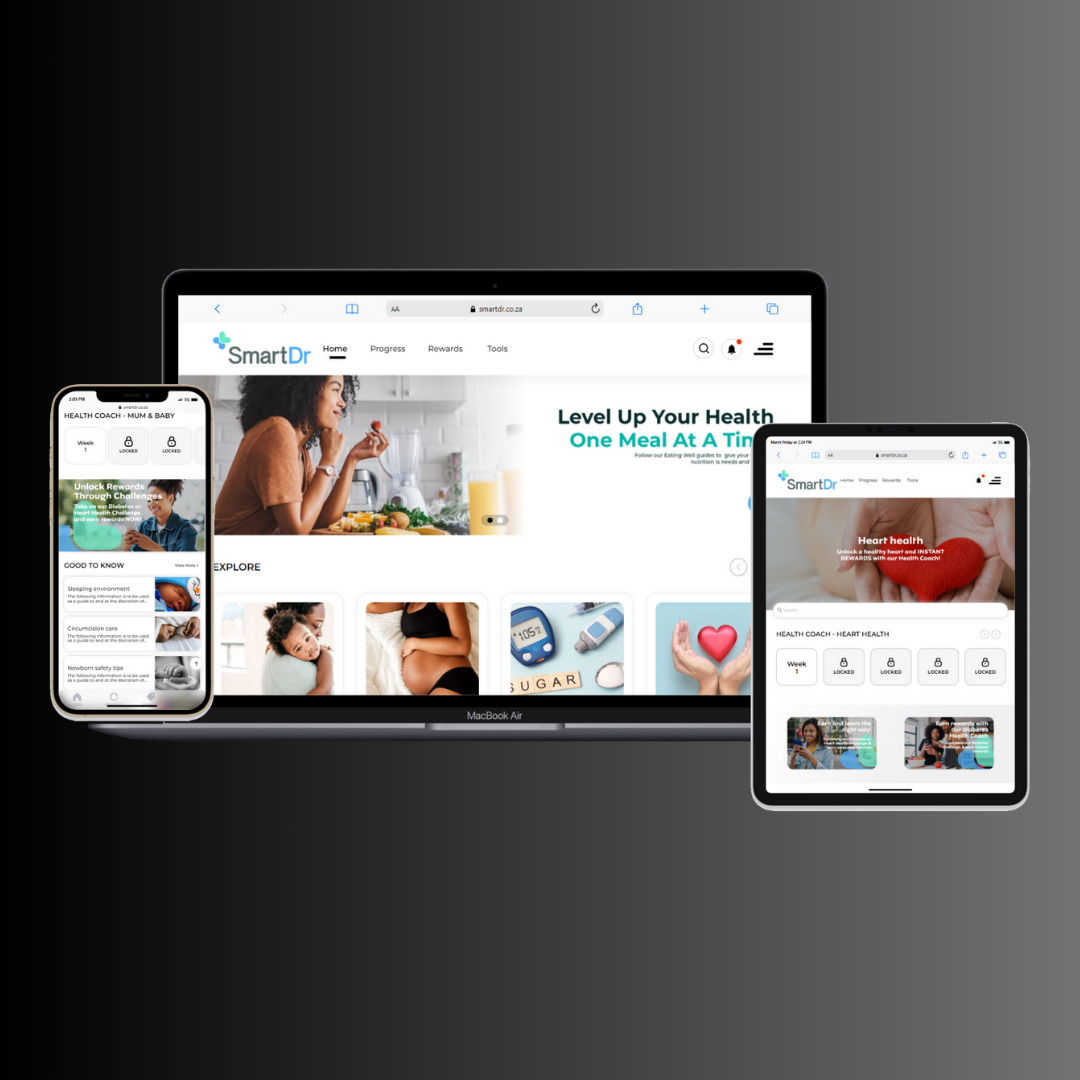 AA
smartdr.co.za
SmartDr
Home
Progress
Rewards
Tools
Level Up Your Health
One Meal At A Tim
Follow our Eating Well guides to give your
nutrition is needs and
EXPLORE
105
SUGAR
MacBook Air
2:09 PM
5G
smartdr.co.za
HEALTH COACH - MUM & BABY
Week
1
LOCKED
LOCKED
Unlock Rewards
Through Challenges
Take on our Diabetes or
Heart Health Challenge
and earn rewards NOW!
GOOD TO KNOW
View More >
Sleeping environment
The following information is to be used
as a guide to end at the discretion of...
Circumcision care
The following information is to be used
as a guide to end at the discretion of...
Newborn safety tips
The following information is to be used
as a guide to end at the discretion of...
March Friday at 2:24 PM
5G
AA
smartdr.co.za
SmartDr
Home
Progress
Rewards
Tools
Heart health
Unlock a healthy heart and INSTANT
REWARDS with our Health Coach!
Search...
HEALTH COACH - HEART HEALTH
Week
1
LOCKED
LOCKED
LOCKED
LOCKED
Earn and learn the
right way!
Earn rewards with
our Diabetes
Health Coach